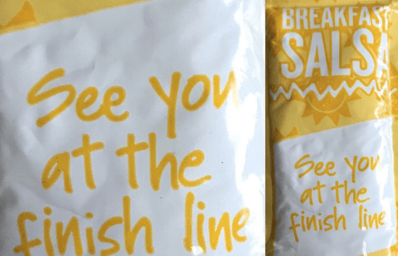 See you
at the
finish line
BREAKFAST
SALSA
See you
at the
finish line